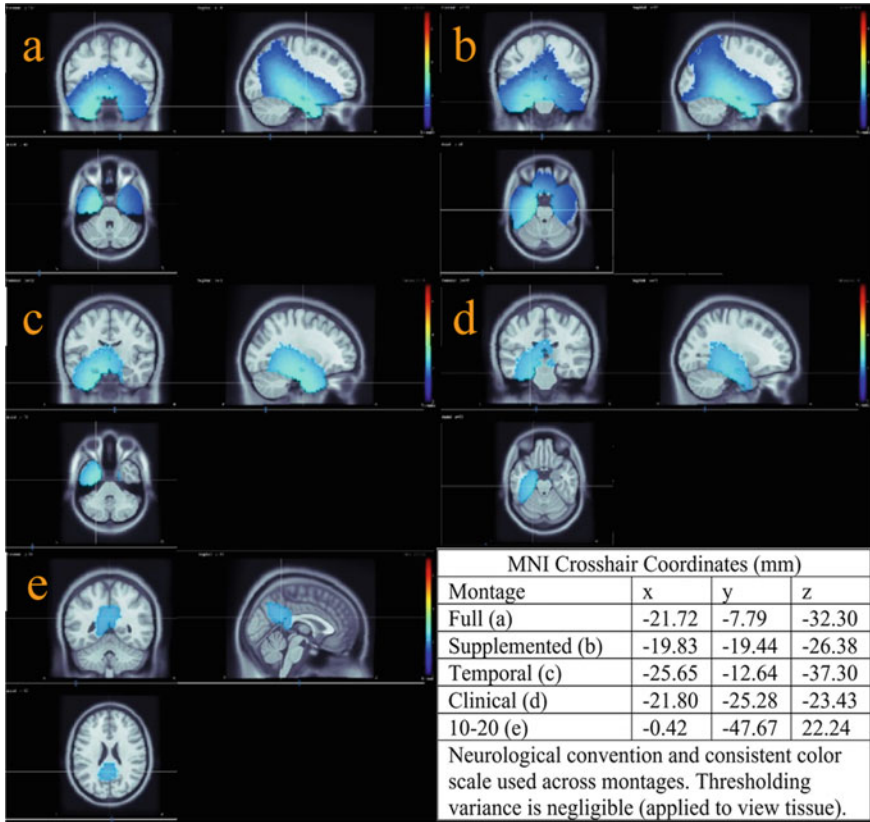 a
b
c
d
e
MNI Crosshair Coordinates (mm)
Montage x y z
Full (a) -21.72 -7.79 -32.30
Supplemented (b) -19.83 -19.44 -26.38
Temporal (c) -25.65 -12.64 -37.30
Clinical (d) -21.80 -25.28 -23.43
10-20 (e) -0.42 -47.67 22.24
Neurological convention and consistent color
scale used across montages. Thresholding
variance is negligible (applied to view tissue).